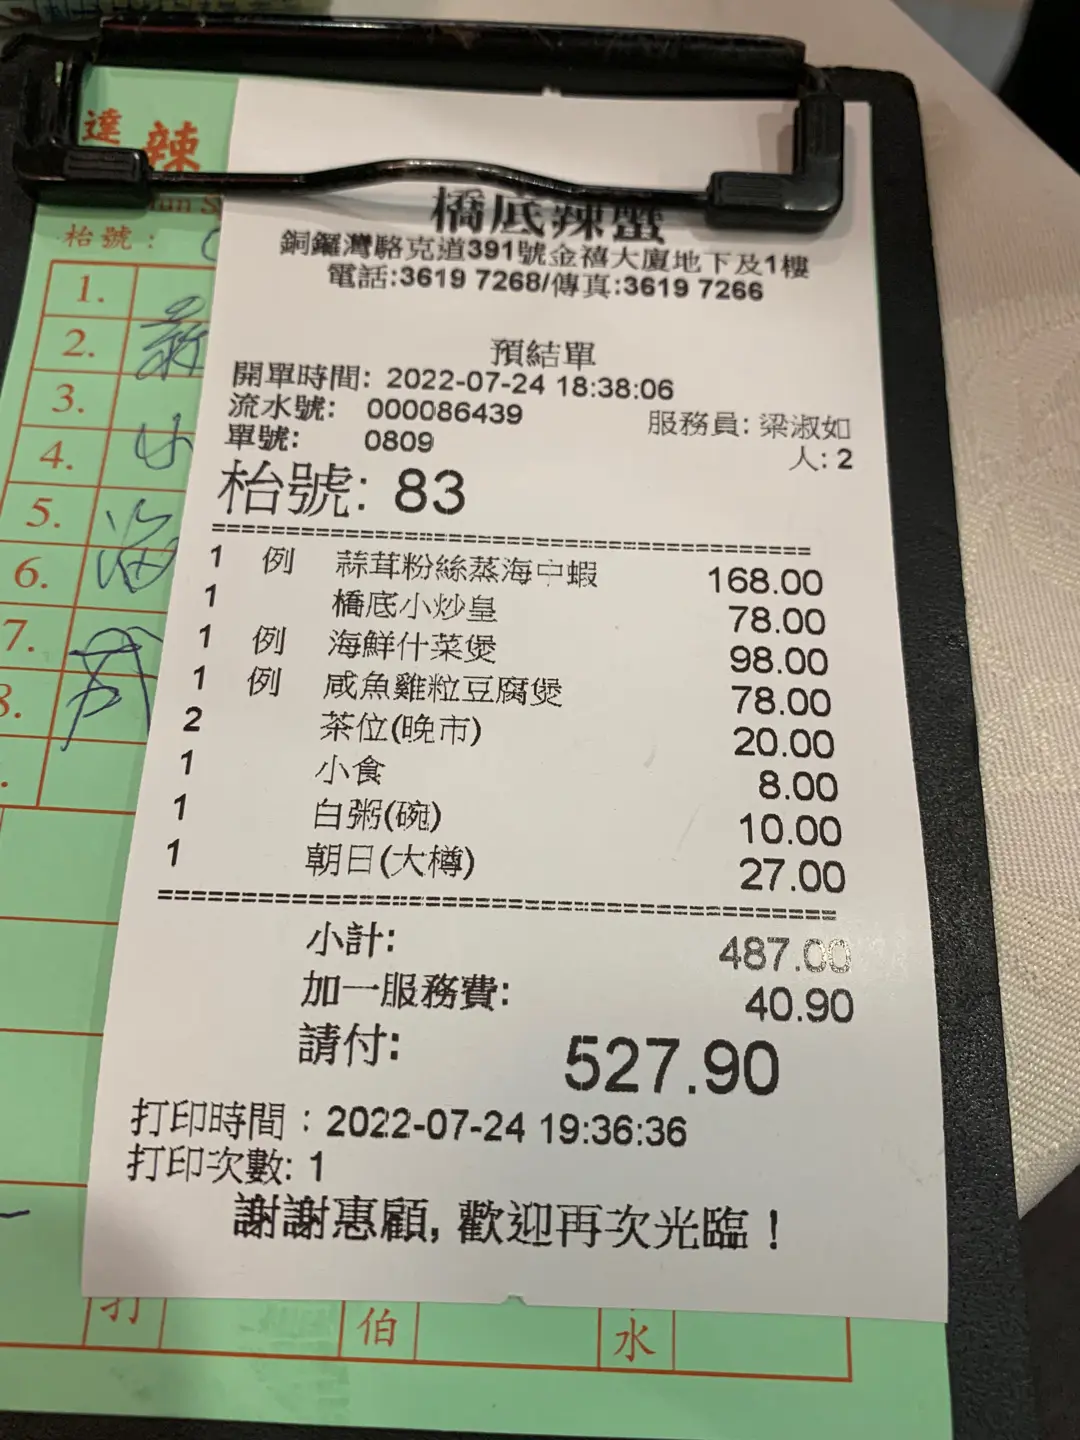 達
辣
枱號：
1.
2.
3.
4.
5.
6.
7.
8.
橋底辣蟹
銅鑼灣駱克道391號金禧大廈地下及1樓
電話:3619 7268/傳真:3619 7266
預結單
開單時間: 2022-07-24 18:38:06
流水號: 000086439 服務員: 梁淑如
單號: 0809 人: 2
枱號: 83
1 例 蒜茸粉絲蒸海中蝦 168.00
1 橋底小炒皇 78.00
1 例 海鮮什菜煲 98.00
1 例 咸魚雞粒豆腐煲 78.00
2 茶位(晚市) 20.00
1 小食 8.00
1 白粥(碗) 10.00
1 朝日(大樽) 27.00
小計: 487.00
加一服務費: 40.90
請付: 527.90
打印時間：2022-07-24 19:36:36
打印次數: 1
謝謝惠顧, 歡迎再次光臨！
打 伯 水